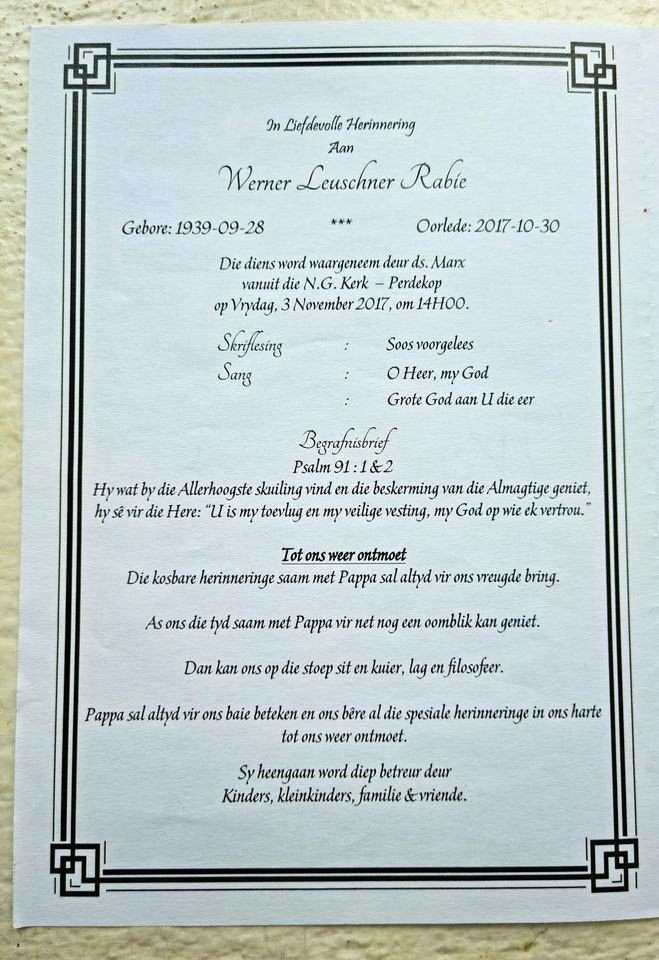 In Liefdevolle Herinnering
Aan
Werner Leuschner Rabie
Gebore: 1939-09-28 *** Oorlede: 2017-10-30
Die diens word waargeneem deur ds. Marx
vanuit die N.G. Kerk – Perdekop
op Vrydag, 3 November 2017, om 14H00.
Skriflesing : Soos voorgelees
Sang : O Heer, my God
: Grote God aan U die eer
Begrafnisbrief
Psalm 91 : 1 & 2
Hy wat by die Allerhoogste skuiling vind en die beskerming van die Almagtige geniet,
hy sê vir die Here: “U is my toevlug en my veilige vesting, my God op wie ek vertrou.”
Tot ons weer ontmoet
Die kosbare herinneringe saam met Pappa sal altyd vir ons vreugde bring.
As ons die tyd saam met Pappa vir net nog een oomblik kan geniet.
Dan kan ons op die stoep sit en kuier, lag en filosofeer.
Pappa sal altyd vir ons baie beteken en ons bêre al die spesiale herinneringe in ons harte
tot ons weer ontmoet.
Sy heengaan word diep betreur deur
Kinders, kleinkinders, familie & vriende.